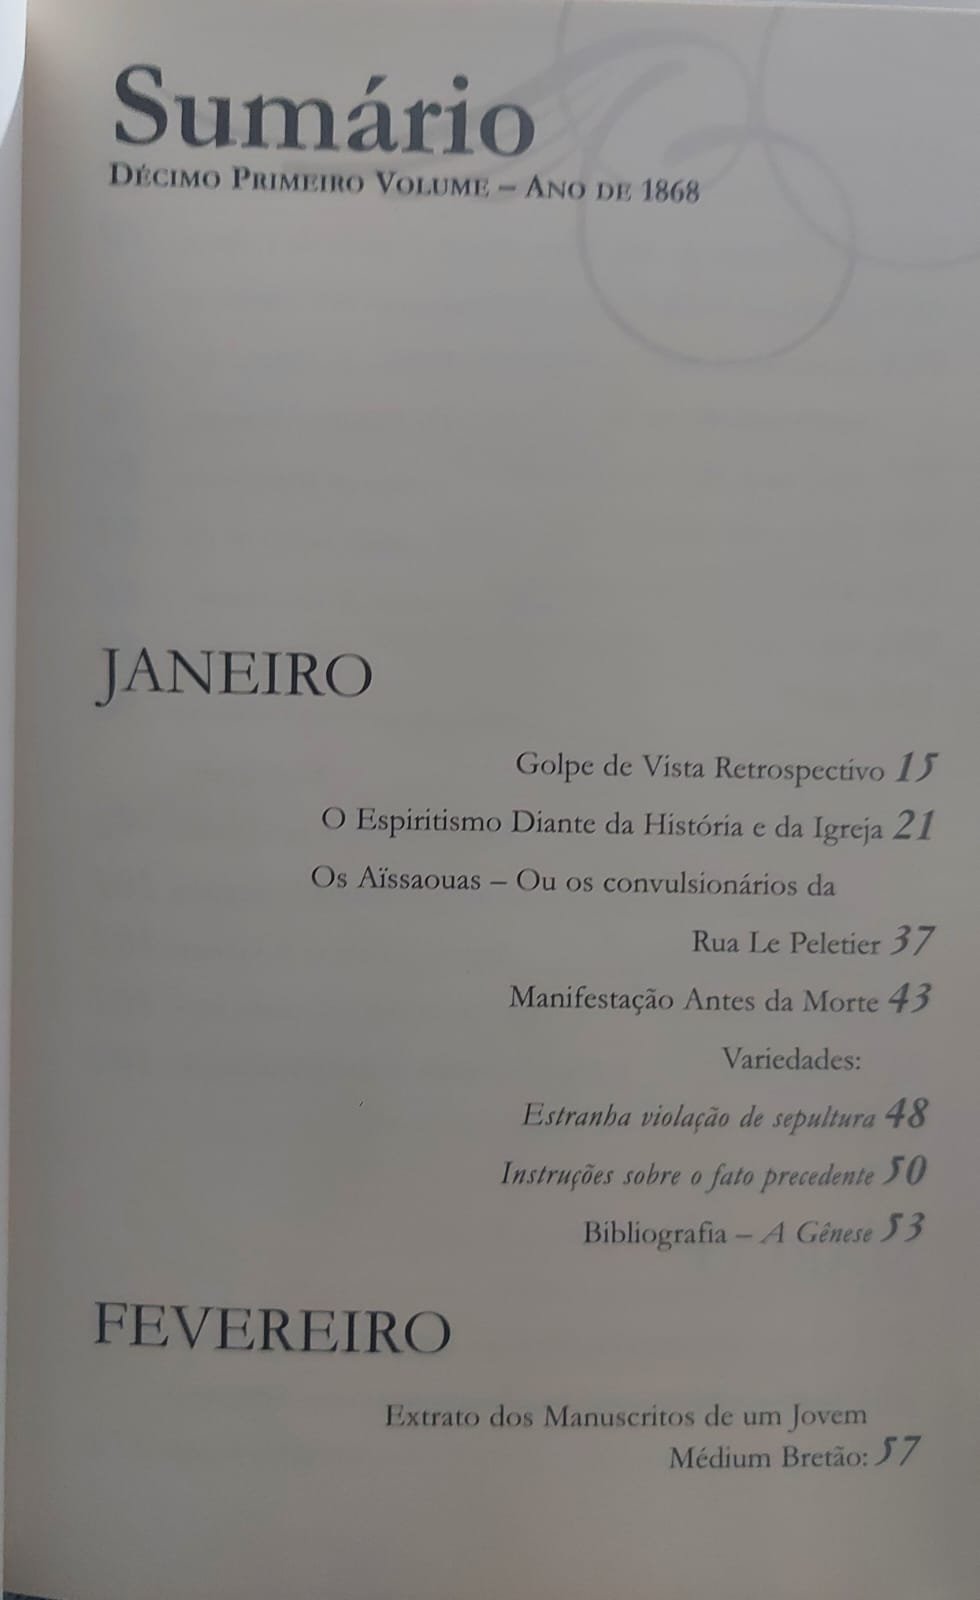 Sumário
DÉCIMO PRIMEIRO VOLUME – ANO DE 1868
JANEIRO
Golpe de Vista Retrospectivo 15
O Espiritismo Diante da História e da Igreja 21
Os Aïssaouas – Ou os convulsionários da
Rua Le Peletier 37
Manifestação Antes da Morte 43
Variedades:
Estranha violação de sepultura 48
Instruções sobre o fato precedente 50
Bibliografia – A Gênese 53
FEVEREIRO
Extrato dos Manuscritos de um Jovem
Médium Bretão: 57